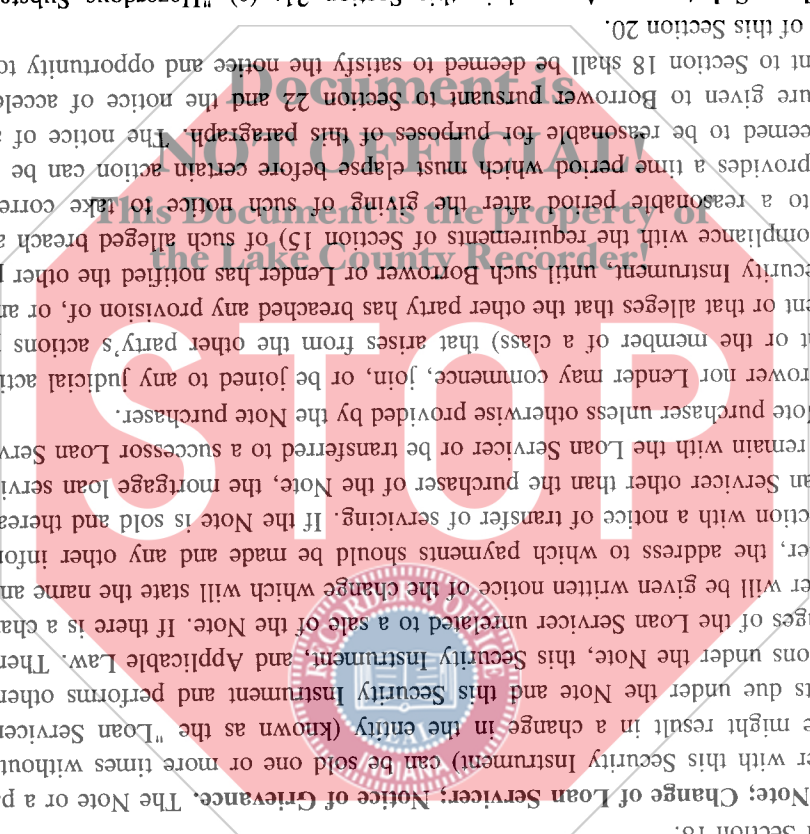 Section 18.
Note; Change of Loan Servicer; Notice of Grievance. The Note or a pa
er with this Security Instrument) can be sold one or more times without
e might result in a change in the entity (known as the "Loan Servicer
ts due under the Note and this Security Instrument and performs other
ons under the Note, this Security Instrument, and Applicable Law. Ther
ges of the Loan Servicer unrelated to a sale of the Note. If there is a cha
er will be given written notice of the change which will state the name an
er, the address to which payments should be made and any other infor
ction with a notice of transfer of servicing. If the Note is sold and therea
an Servicer other than the purchaser of the Note, the mortgage loan servi
remain with the Loan Servicer or be transferred to a successor Loan Serv
ote purchaser unless otherwise provided by the Note purchaser.
rower nor Lender may commence, join, or be joined to any judicial acti
t or the member of a class) that arises from the other party's actions
nt or that alleges that the other party has breached any provision of, or an
ecurity Instrument, until such Borrower or Lender has notified the other
ompliance with the requirements of Section 15) of such alleged breach a
to a reasonable period after the giving of such notice to take corre
provides a time period which must elapse before certain action can be
eemed to be reasonable for purposes of this paragraph. The notice of a
ure given to Borrower pursuant to Section 22 and the notice of accele
nt to Section 18 shall be deemed to satisfy the notice and opportunity to
of this Section 20.
Document is
NOT OFFICIAL!
This Document is the property of
the Lake County Recorder!
STOP
RECORDER'S OFFICE
SEAL
INDIANA